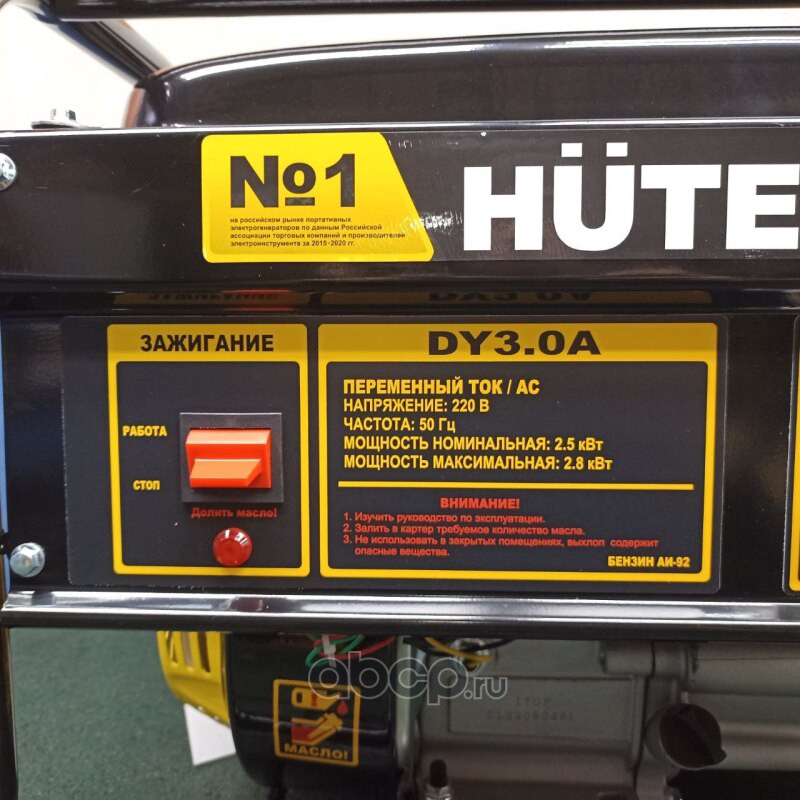 №1
на российском рынке портативных
электрогенераторов по данным Российской
ассоциации торговых компаний и производителей
электроинструмента за 2015-2020 гг.
HÜTE
ЗАЖИГАНИЕ
РАБОТА
СТОП
Долить масло!
DY3.0A
ПЕРЕМЕННЫЙ ТОК / AC
НАПРЯЖЕНИЕ: 220 В
ЧАСТОТА: 50 Гц
МОЩНОСТЬ НОМИНАЛЬНАЯ: 2.5 кВт
МОЩНОСТЬ МАКСИМАЛЬНАЯ: 2.8 кВт
ВНИМАНИЕ!
1. Изучить руководство по эксплуатации.
2. Залить в картер требуемое количество масла.
3. Не использовать в закрытых помещениях, выхлоп содержит
опасные вещества.
БЕНЗИН АИ-92
abcp.ru
МАСЛО!